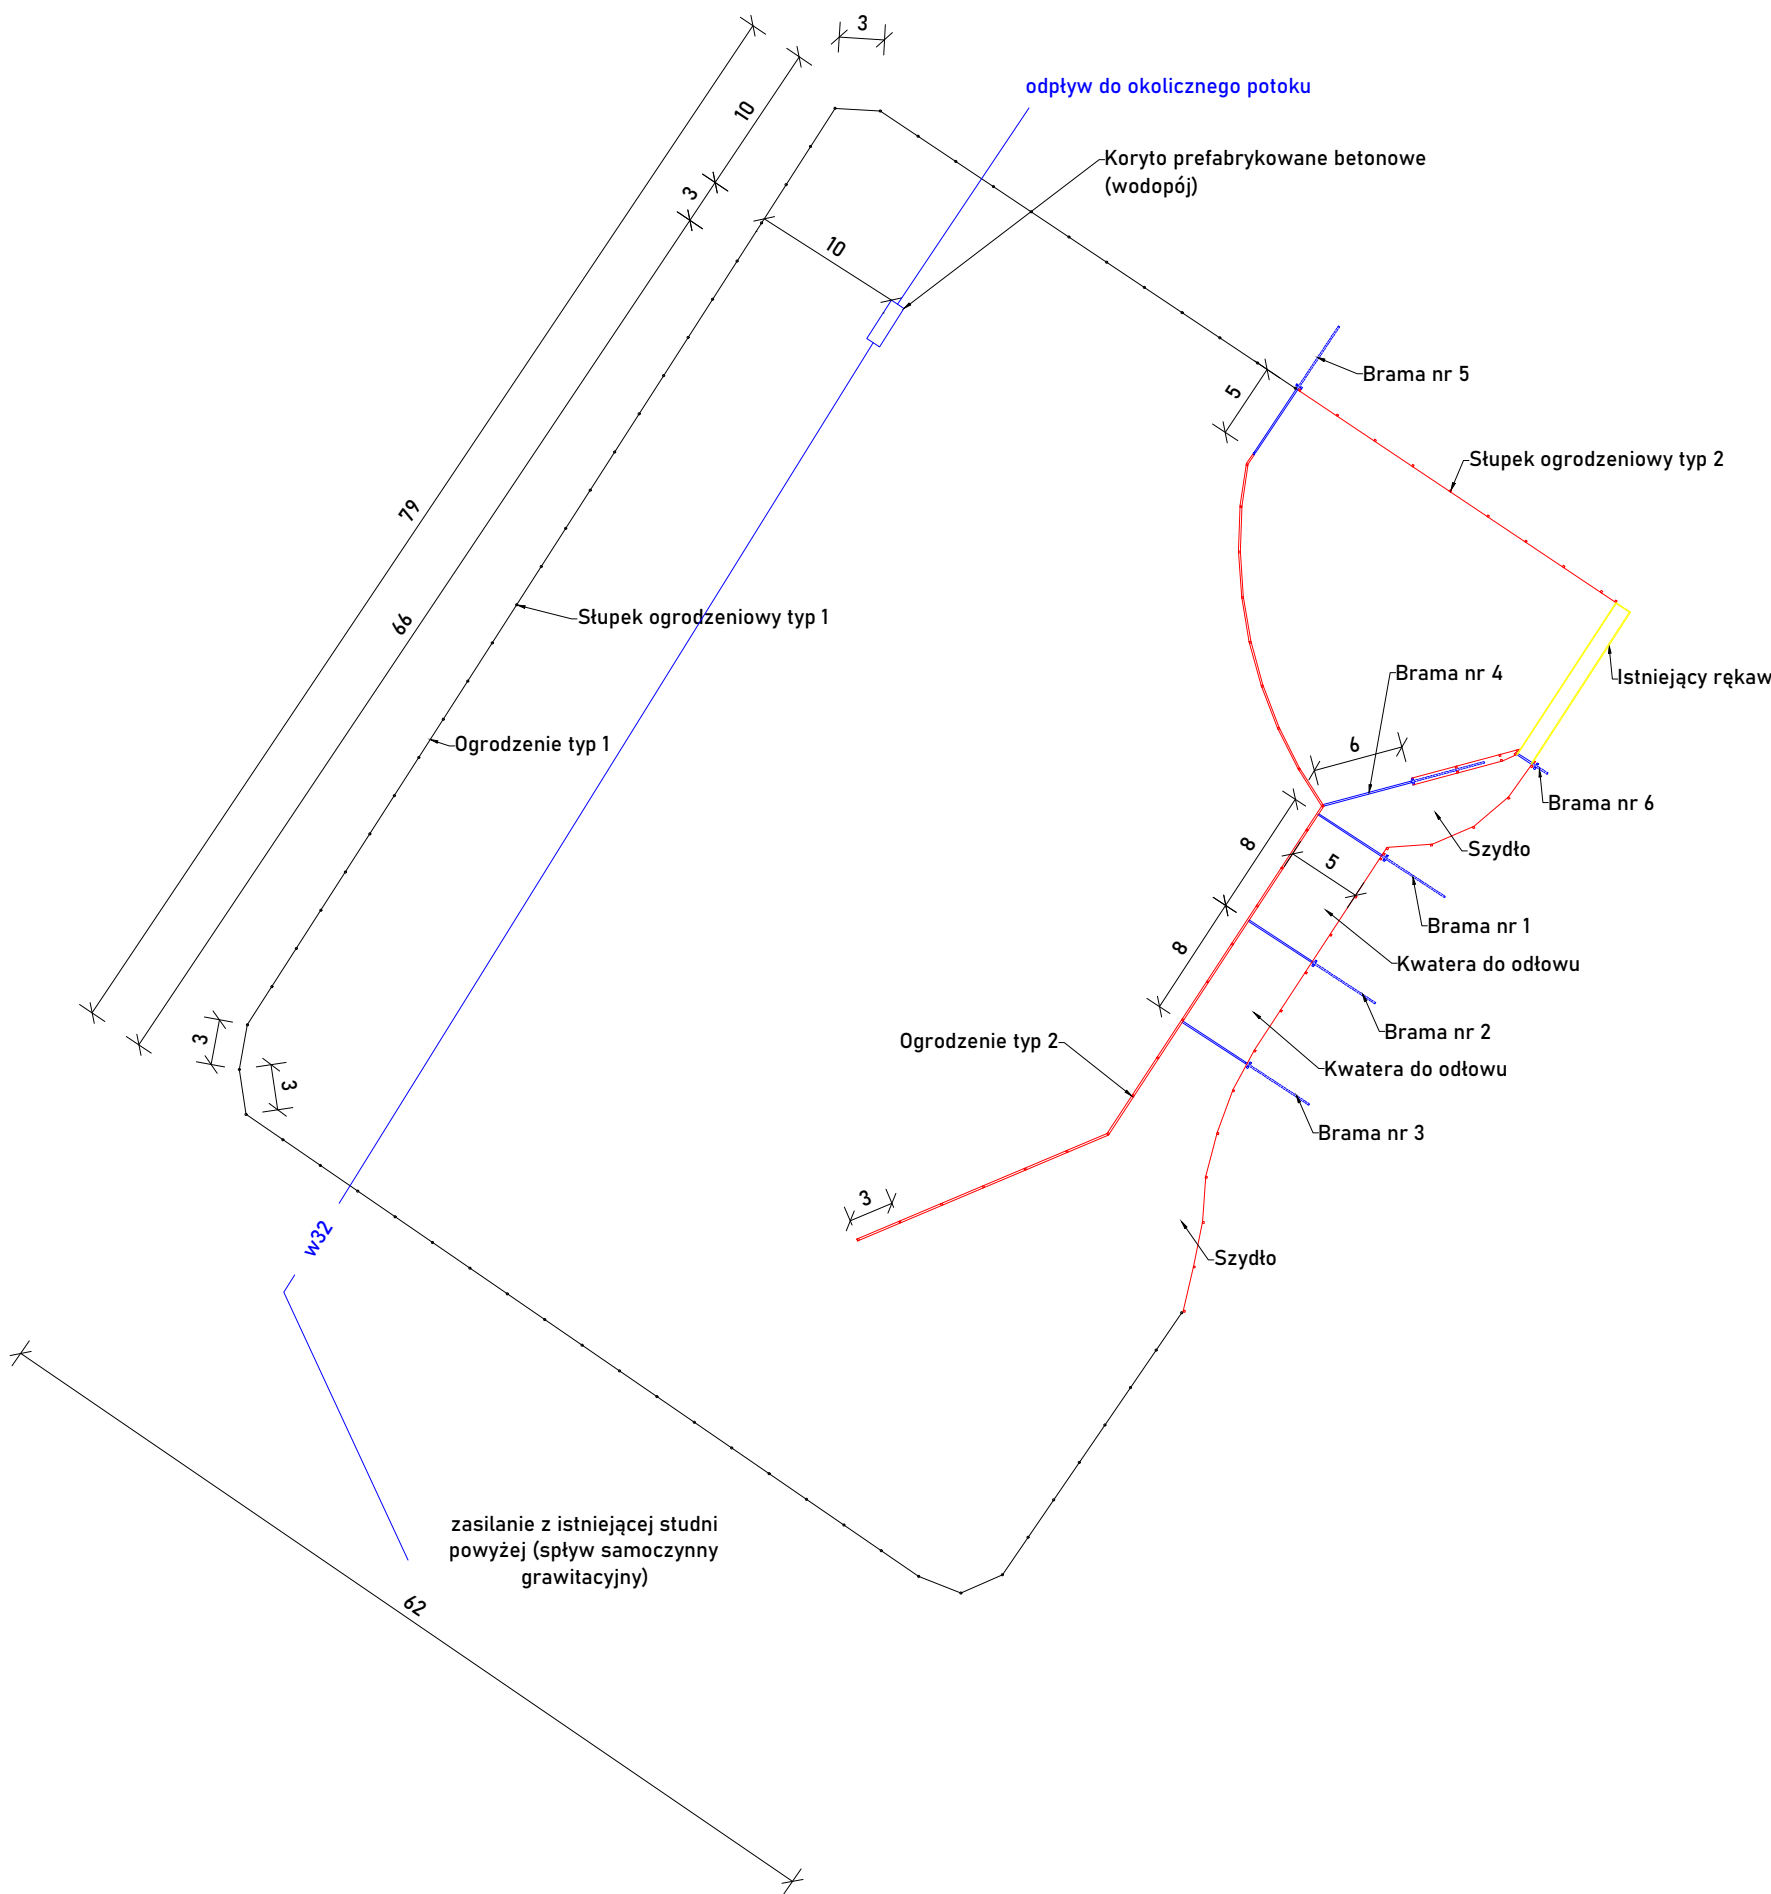 3
10
odpływ do okolicznego potoku
Koryto prefabrykowane betonowe
(wodopój)
3
10
Brama nr 5
5
Słupek ogrodzeniowy typ 2
79
66
Słupek ogrodzeniowy typ 1
Brama nr 4
Istniejący rękaw
Ogrodzenie typ 1
6
Brama nr 6
8
Szydło
5
Brama nr 1
8
Kwatera do odłowu
3
Brama nr 2
Ogrodzenie typ 2
Kwatera do odłowu
3
Brama nr 3
3
w32
Szydło
zasilanie z istniejącej studni
powyżej (spływ samoczynny
grawitacyjny)
62